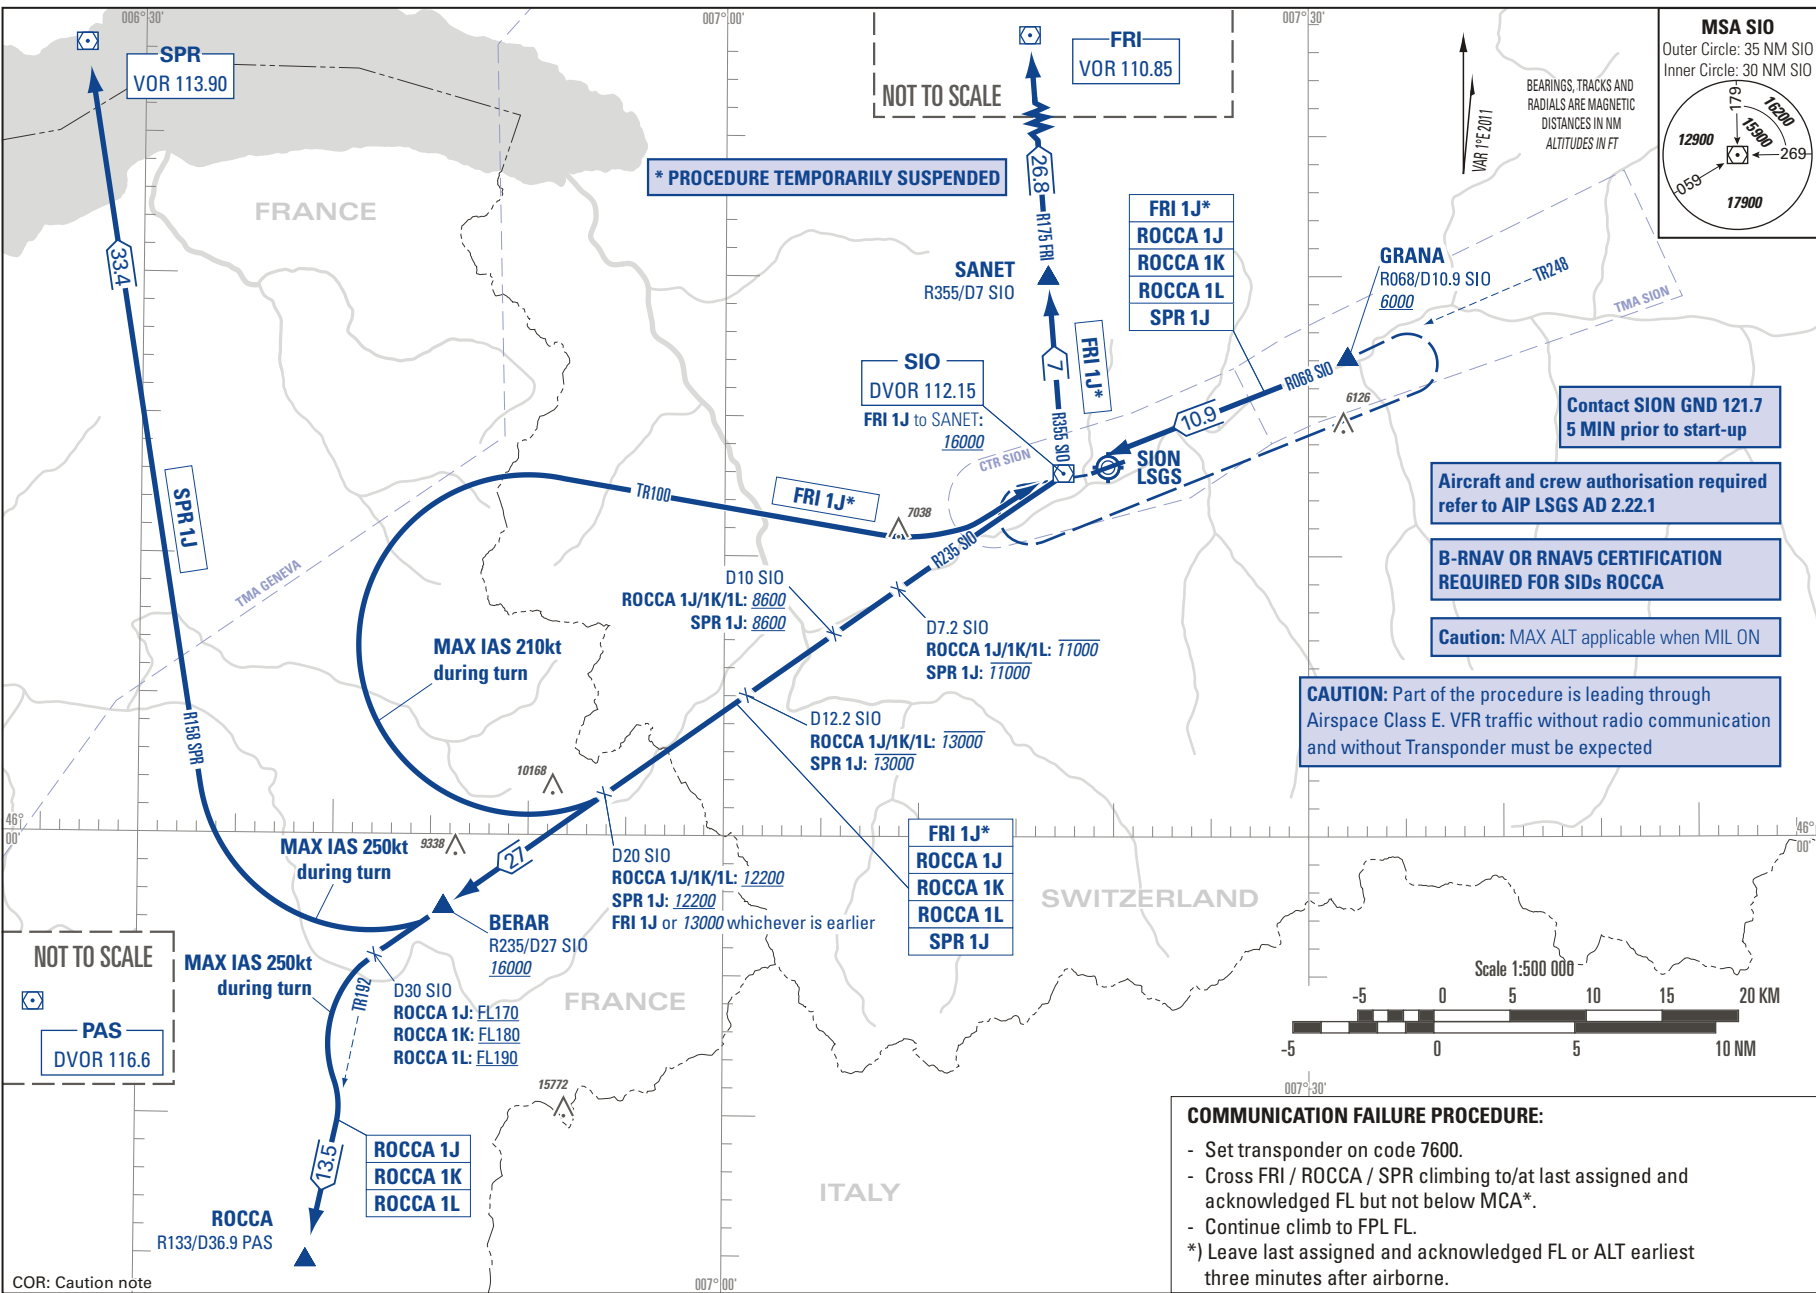 006°30'
007°00'
007°30'
SPR
VOR 113.90
FRI
VOR 110.85
NOT TO SCALE
VAR 1°E 2011
BEARINGS, TRACKS AND
RADIALS ARE MAGNETIC
DISTANCES IN NM
ALTITUDES IN FT
MSA SIO
Outer Circle: 35 NM SIO
Inner Circle: 30 NM SIO
179
16200
15900
12900
269
059
17900
* PROCEDURE TEMPORARILY SUSPENDED
FRANCE
33.4
26.8
R175 FRI
SANET
R355/D7 SIO
FRI 1J*
ROCCA 1J
ROCCA 1K
ROCCA 1L
SPR 1J
GRANA
R068/D10.9 SIO
6000
TR248
TMA SION
7
FRI 1J*
R355 SIO
SIO
DVOR 112.15
FRI 1J to SANET:
16000
R068 SIO
10.9
6126
CTR SION
SION
LSGS
Contact SION GND 121.7
5 MIN prior to start-up
Aircraft and crew authorisation required
refer to AIP LSGS AD 2.22.1
B-RNAV OR RNAV5 CERTIFICATION
REQUIRED FOR SIDs ROCCA
Caution: MAX ALT applicable when MIL ON
CAUTION: Part of the procedure is leading through
Airspace Class E. VFR traffic without radio communication
and without Transponder must be expected
SPR 1J
TR100
FRI 1J*
7038
R235 SIO
TMA GENEVA
D10 SIO
ROCCA 1J/1K/1L: 8600
SPR 1J: 8600
D7.2 SIO
ROCCA 1J/1K/1L: 11000
SPR 1J: 11000
MAX IAS 210kt
during turn
D12.2 SIO
ROCCA 1J/1K/1L: 13000
SPR 1J: 13000
R158 SPR
10168
46°
00'
46°
00'
9338
MAX IAS 250kt
during turn
27
D20 SIO
ROCCA 1J/1K/1L: 12200
SPR 1J: 12200
FRI 1J or 13000 whichever is earlier
FRI 1J*
ROCCA 1J
ROCCA 1K
ROCCA 1L
SPR 1J
SWITZERLAND
BERAR
R235/D27 SIO
16000
NOT TO SCALE
PAS
DVOR 116.6
MAX IAS 250kt
during turn
TR192
D30 SIO
ROCCA 1J: FL170
ROCCA 1K: FL180
ROCCA 1L: FL190
FRANCE
Scale 1:500 000
-5 0 5 10 15 20 KM
-5 0 5 10 NM
15772
007°30'
13.5
ROCCA 1J
ROCCA 1K
ROCCA 1L
ITALY
ROCCA
R133/D36.9 PAS
COMMUNICATION FAILURE PROCEDURE:
- Set transponder on code 7600.
- Cross FRI / ROCCA / SPR climbing to/at last assigned and
acknowledged FL but not below MCA*.
- Continue climb to FPL FL.
*) Leave last assigned and acknowledged FL or ALT earliest
three minutes after airborne.
COR: Caution note
007°00'